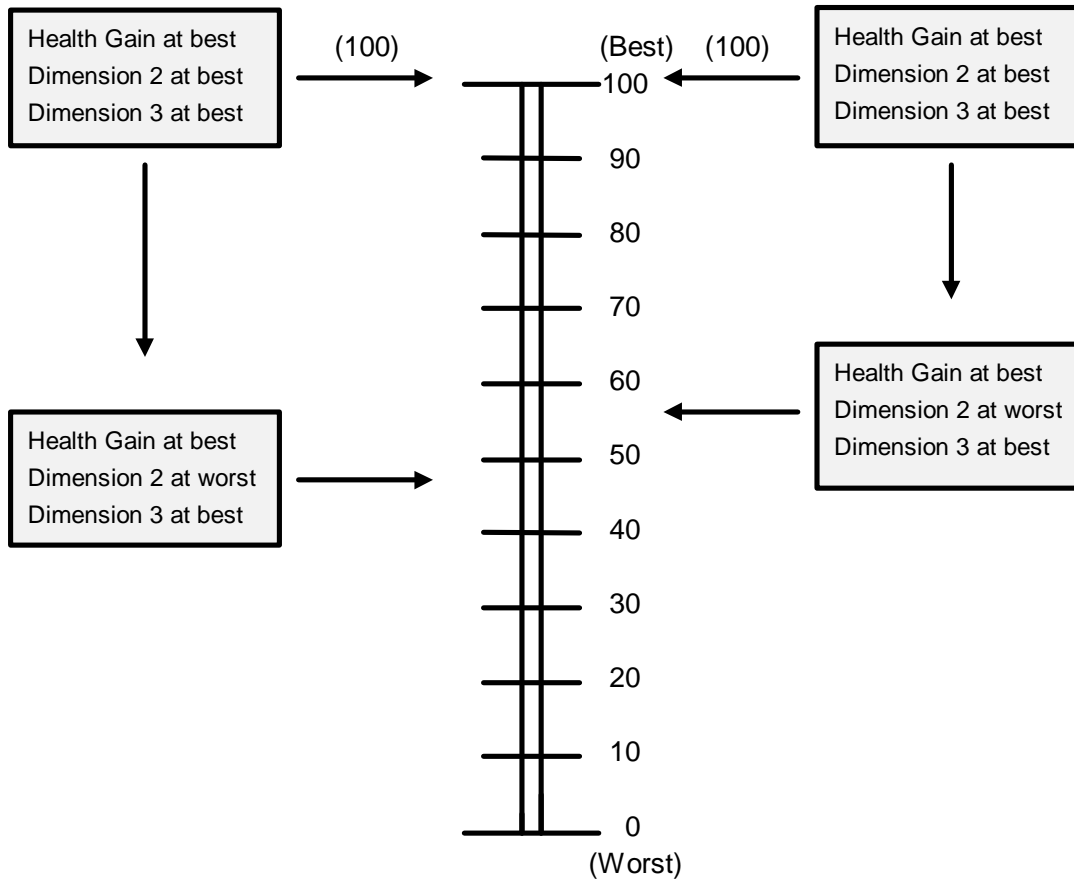 Health Gain at best
Dimension 2 at best
Dimension 3 at best
(100)
(Best)
(100)
Health Gain at best
Dimension 2 at best
Dimension 3 at best
100
90
80
70
60
50
40
30
20
10
0
(Worst)
Health Gain at best
Dimension 2 at worst
Dimension 3 at best
Health Gain at best
Dimension 2 at worst
Dimension 3 at best